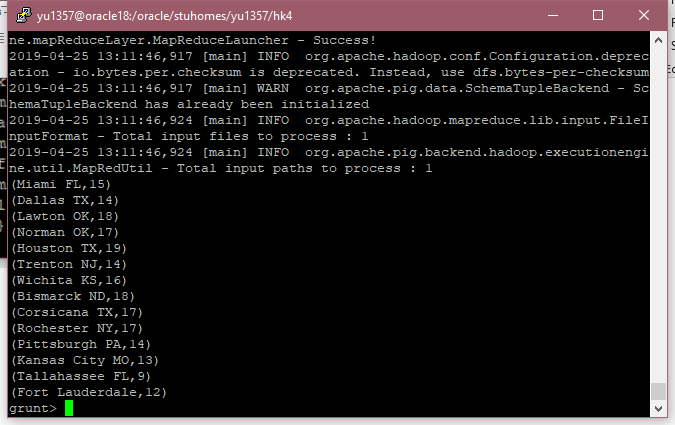 yu1357@oracle18:/oracle/stuhomes/yu1357/hk4
ne.mapReduceLayer.MapReduceLauncher - Success!
2019-04-25 13:11:46,917 [main] INFO  org.apache.hadoop.conf.Configuration.deprec
ation - io.bytes.per.checksum is deprecated. Instead, use dfs.bytes-per-checksum
2019-04-25 13:11:46,917 [main] WARN  org.apache.pig.data.SchemaTupleBackend - Sc
hemaTupleBackend has already been initialized
2019-04-25 13:11:46,924 [main] INFO  org.apache.hadoop.mapreduce.lib.input.FileI
nputFormat - Total input files to process : 1
2019-04-25 13:11:46,924 [main] INFO  org.apache.pig.backend.hadoop.executionengi
ne.util.MapRedUtil - Total input paths to process : 1
(Miami FL,15)
(Dallas TX,14)
(Lawton OK,18)
(Norman OK,17)
(Houston TX,19)
(Trenton NJ,14)
(Wichita KS,16)
(Bismarck ND,18)
(Corsicana TX,17)
(Rochester NY,17)
(Pittsburgh PA,14)
(Kansas City MO,13)
(Tallahassee FL,9)
(Fort Lauderdale,12)
grunt>